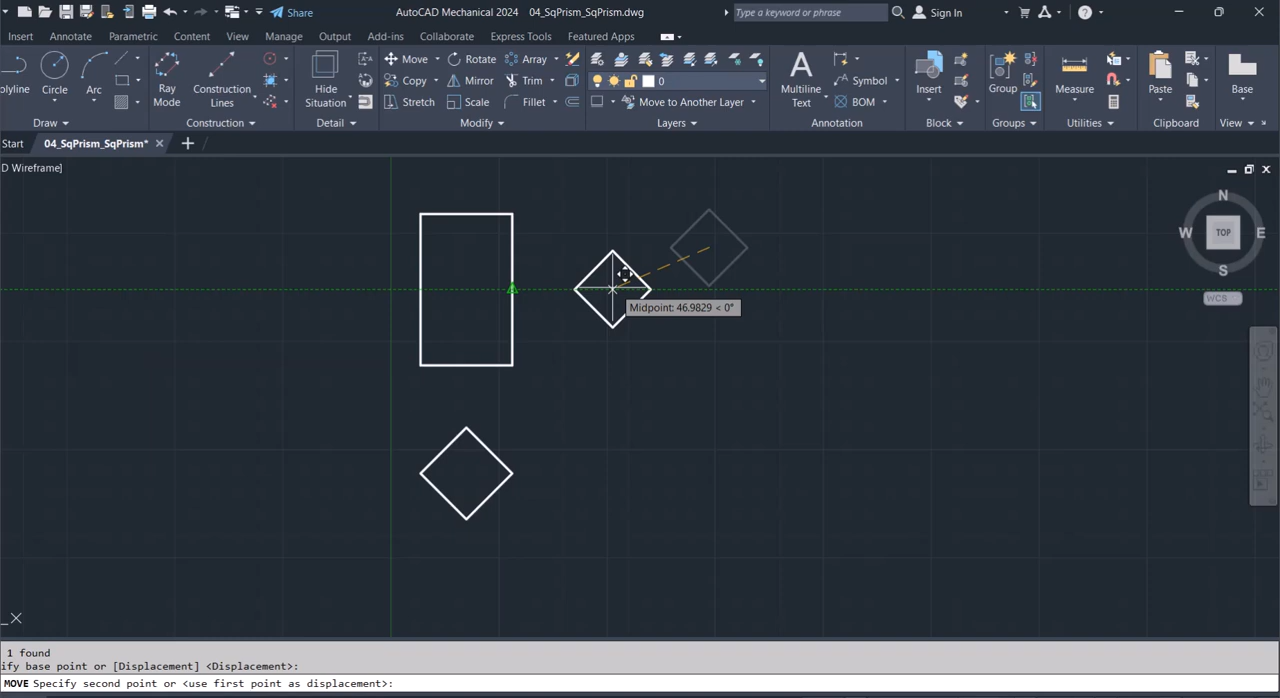 Share
AutoCAD Mechanical 2024 04_SqPrism_SqPrism.dwg
Type a keyword or phrase
Sign In
Insert Annotate Parametric Content View Manage Output Add-ins Collaborate Express Tools Featured Apps
olyline
Circle
Arc
Ray
Mode
Construction
Lines
Hide
Situation
Move Rotate Array
Copy Mirror Trim
Stretch Scale Fillet
0
Move to Another Layer
Multiline
Text
Symbol
BOM
Insert
Group
Measure
Paste
Base
Draw Construction Detail Modify Layers Annotation Block Groups Utilities Clipboard View
Start 04_SqPrism_SqPrism*
D Wireframe]
N
W TOP E
S
WCS
Midpoint: 46.9829 < 0°
1 found
ify base point or [Displacement] <Displacement>:
MOVE Specify second point or <use first point as displacement>: